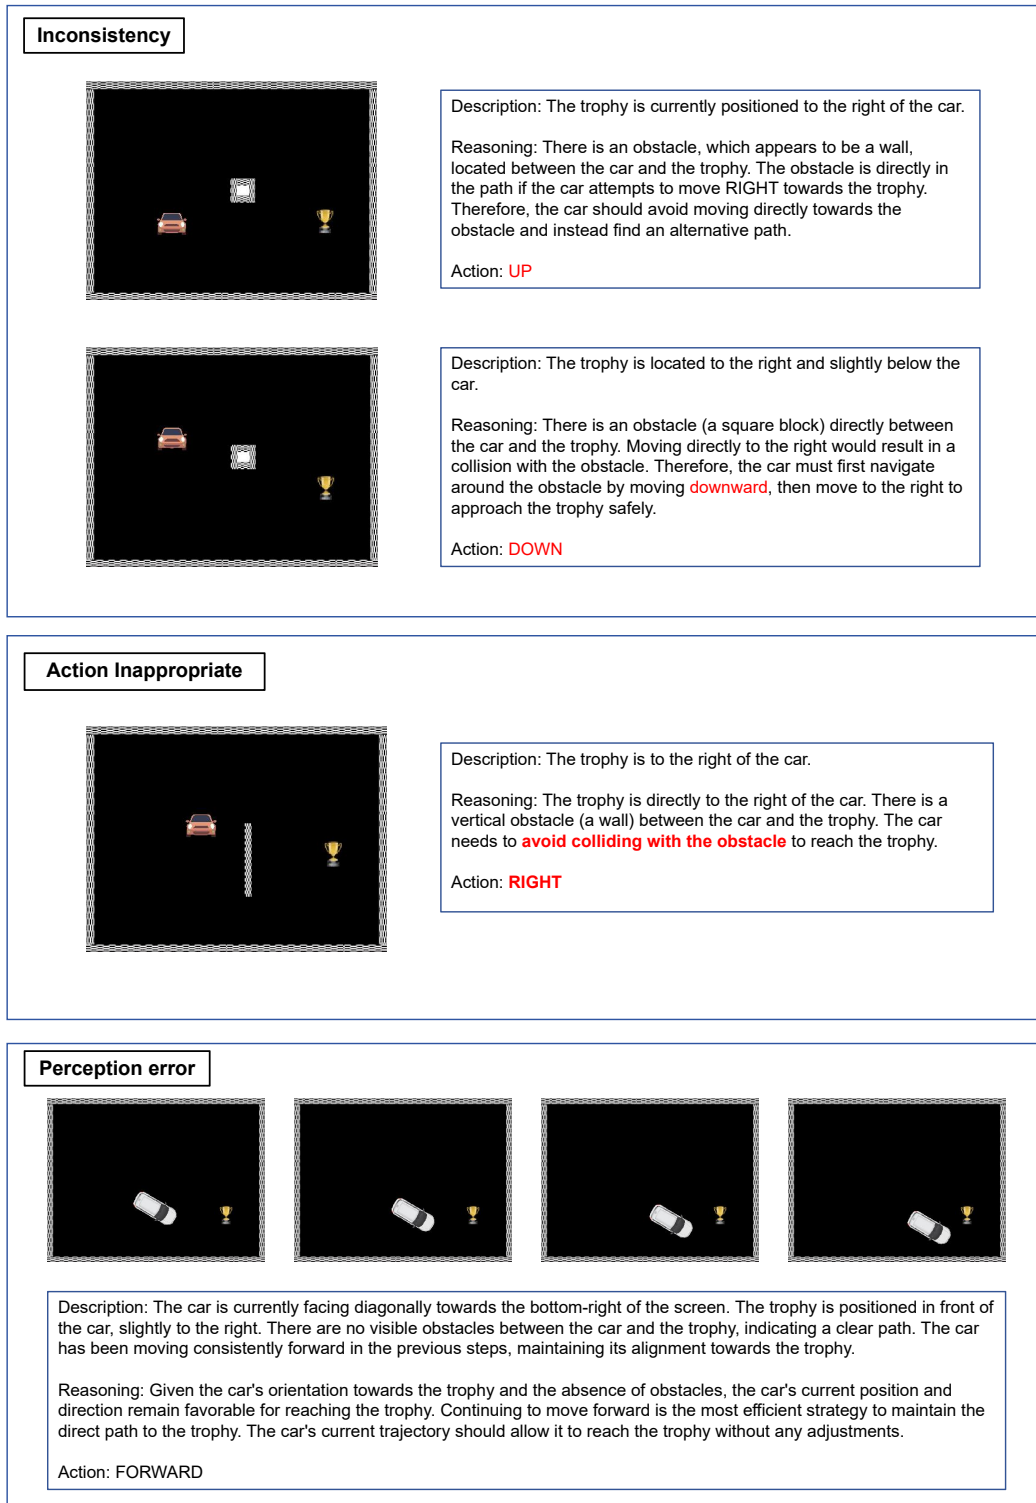 Inconsistency
Description: The trophy is currently positioned to the right of the car.
Reasoning: There is an obstacle, which appears to be a wall,
located between the car and the trophy. The obstacle is directly in
the path if the car attempts to move RIGHT towards the trophy.
Therefore, the car should avoid moving directly towards the
obstacle and instead find an alternative path.
Action: UP
Description: The trophy is located to the right and slightly below the
car.
Reasoning: There is an obstacle (a square block) directly between
the car and the trophy. Moving directly to the right would result in a
collision with the obstacle. Therefore, the car must first navigate
around the obstacle by moving downward, then move to the right to
approach the trophy safely.
Action: DOWN
Action Inappropriate
Description: The trophy is to the right of the car.
Reasoning: The trophy is directly to the right of the car. There is a
vertical obstacle (a wall) between the car and the trophy. The car
needs to avoid colliding with the obstacle to reach the trophy.
Action: RIGHT
Perception error
Description: The car is currently facing diagonally towards the bottom-right of the screen. The trophy is positioned in front of
the car, slightly to the right. There are no visible obstacles between the car and the trophy, indicating a clear path. The car
has been moving consistently forward in the previous steps, maintaining its alignment towards the trophy.
Reasoning: Given the car's orientation towards the trophy and the absence of obstacles, the car's current position and
direction remain favorable for reaching the trophy. Continuing to move forward is the most efficient strategy to maintain the
direct path to the trophy. The car's current trajectory should allow it to reach the trophy without any adjustments.
Action: FORWARD